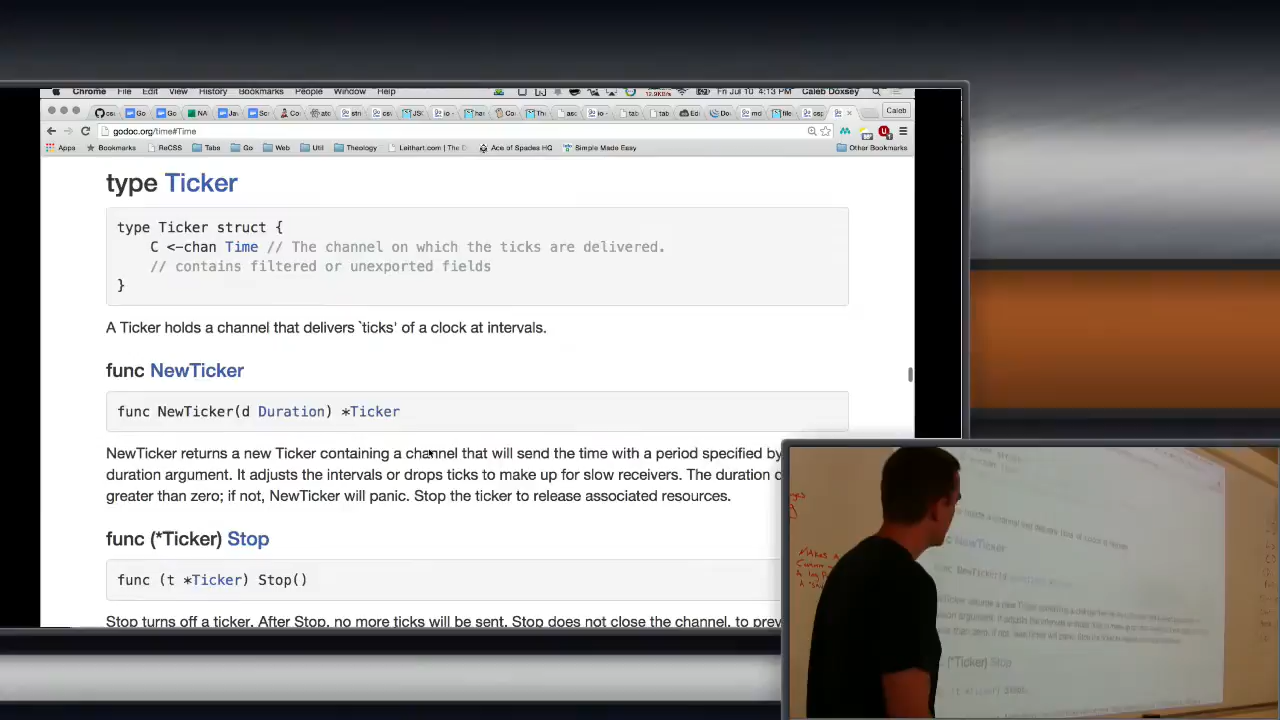 Chrome File Edit View History Bookmarks People Window Help Fri Jul 10 4:13 PM Caleb Doxsey
Caleb
godoc.org/time#Time
Apps Bookmarks ReCSS Tabs Go Web Util Theology Leithart.com | The Ace of Spades HQ Simple Made Easy Other Bookmarks
type Ticker
type Ticker struct {
C <-chan Time // The channel on which the ticks are delivered.
// contains filtered or unexported fields
}
A Ticker holds a channel that delivers `ticks' of a clock at intervals.
func NewTicker
func NewTicker(d Duration) *Ticker
NewTicker returns a new Ticker containing a channel that will send the time with a period specified by
duration argument. It adjusts the intervals or drops ticks to make up for slow receivers. The duration d
greater than zero; if not, NewTicker will panic. Stop the ticker to release associated resources.
func (*Ticker) Stop
func (t *Ticker) Stop()
Stop turns off a ticker. After Stop, no more ticks will be sent. Stop does not close the channel, to prev
NewTicker
(*Ticker) Stop